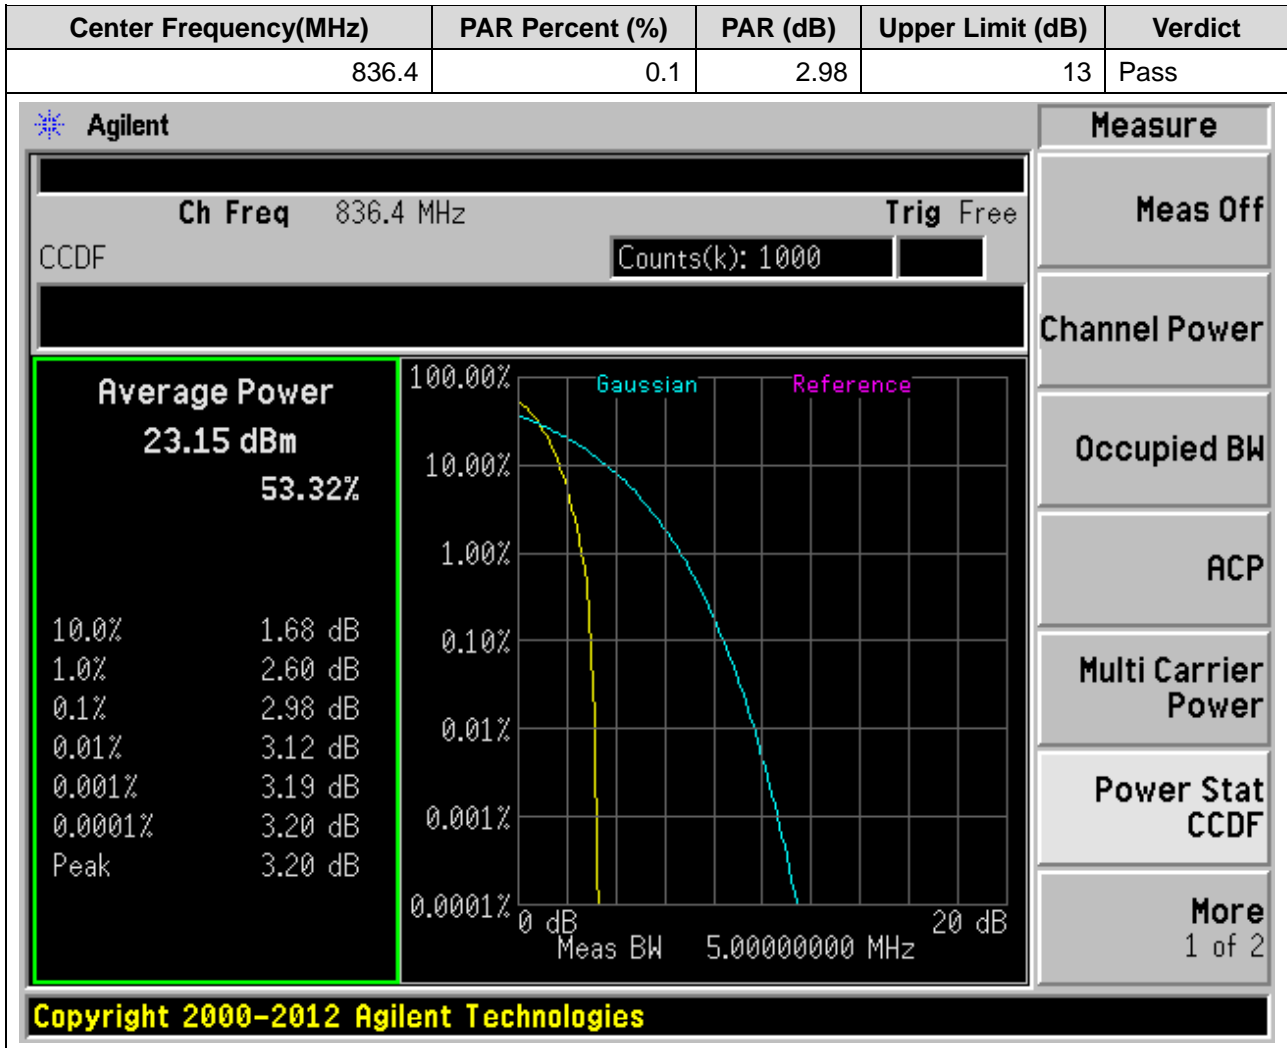 Center Frequency(MHz) PAR Percent (%) PAR (dB) Upper Limit (dB) Verdict
836.4 0.1 2.98 13 Pass
Agilent
Measure
Ch Freq 836.4 MHz Trig Free
CCDF Counts(k): 1000
Meas Off
Channel Power
Occupied BW
ACP
Multi Carrier
Power
Power Stat
CCDF
More
1 of 2
Average Power
23.15 dBm
53.32%
10.0% 1.68 dB
1.0% 2.60 dB
0.1% 2.98 dB
0.01% 3.12 dB
0.001% 3.19 dB
0.0001% 3.20 dB
Peak 3.20 dB
Gaussian Reference
100.00%
10.00%
1.00%
0.10%
0.01%
0.001%
0.0001%
0 dB 20 dB
Meas BW 5.00000000 MHz
Copyright 2000-2012 Agilent Technologies